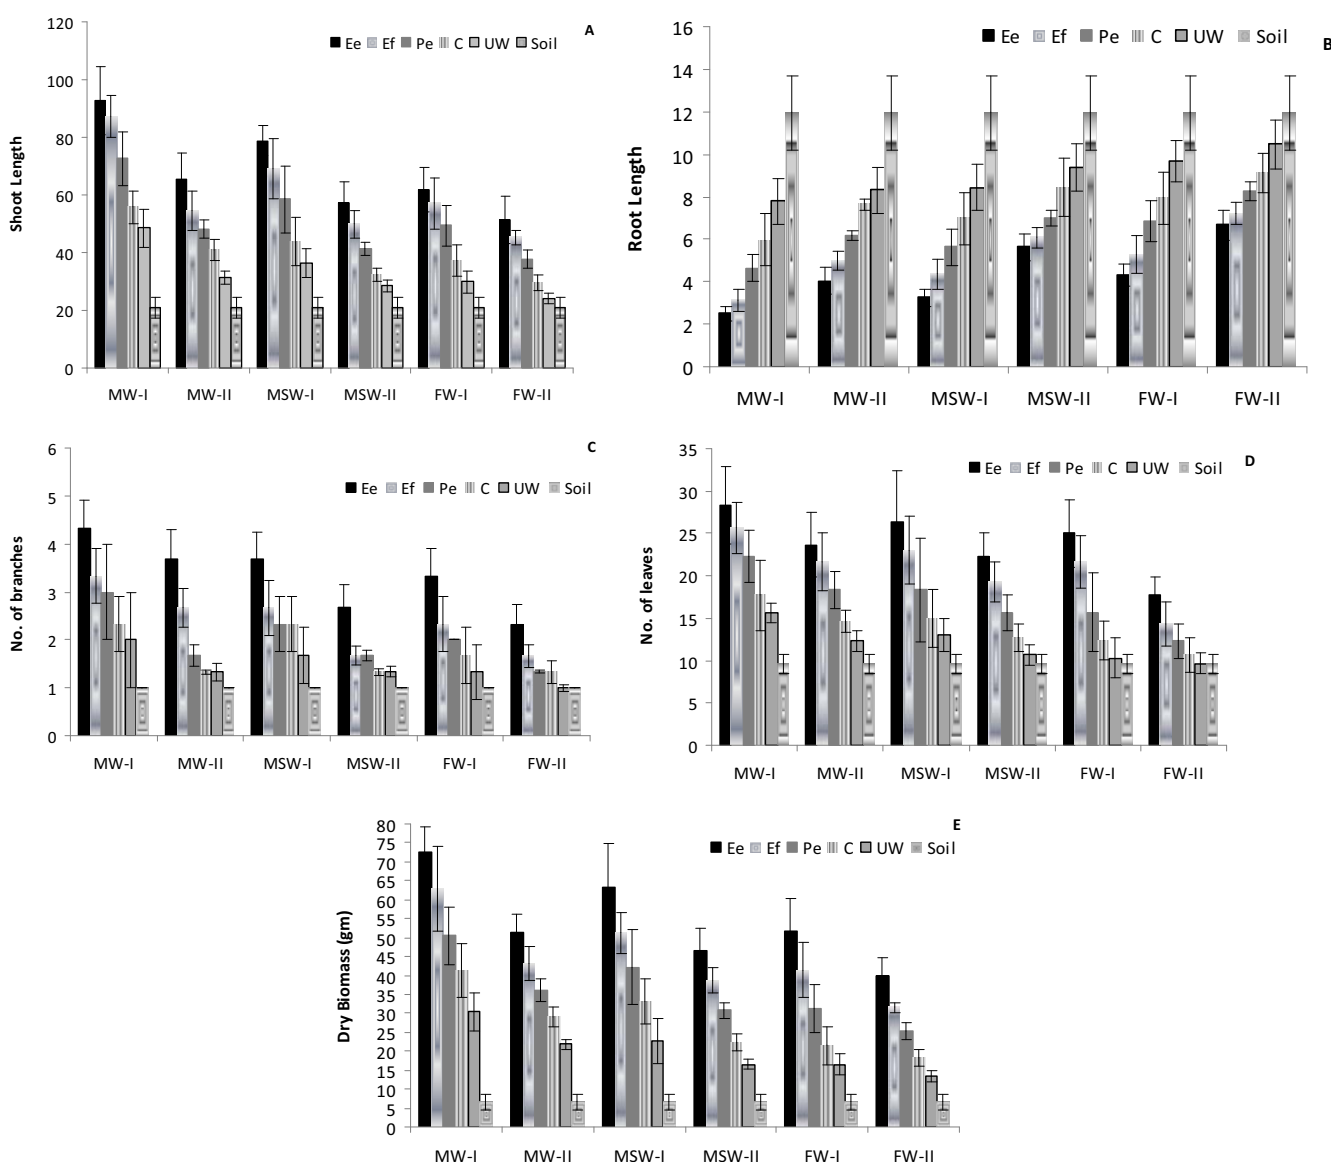 A
Ee Ef Pe C UW Soil
Shoot Length
120
100
80
60
40
20
0
MW-I MW-II MSW-I MSW-II FW-I FW-II
B
Ee Ef Pe C UW Soil
Root Length
16
14
12
10
8
6
4
2
0
MW-I MW-II MSW-I MSW-II FW-I FW-II
C
Ee Ef Pe C UW Soil
No. of branches
6
5
4
3
2
1
0
MW-I MW-II MSW-I MSW-II FW-I FW-II
D
Ee Ef Pe C UW Soil
No. of leaves
35
30
25
20
15
10
5
0
MW-I MW-II MSW-I MSW-II FW-I FW-II
E
Ee Ef Pe C UW Soil
Dry Biomass (gm)
80
75
70
65
60
55
50
45
40
35
30
25
20
15
10
5
0
MW-I MW-II MSW-I MSW-II FW-I FW-II